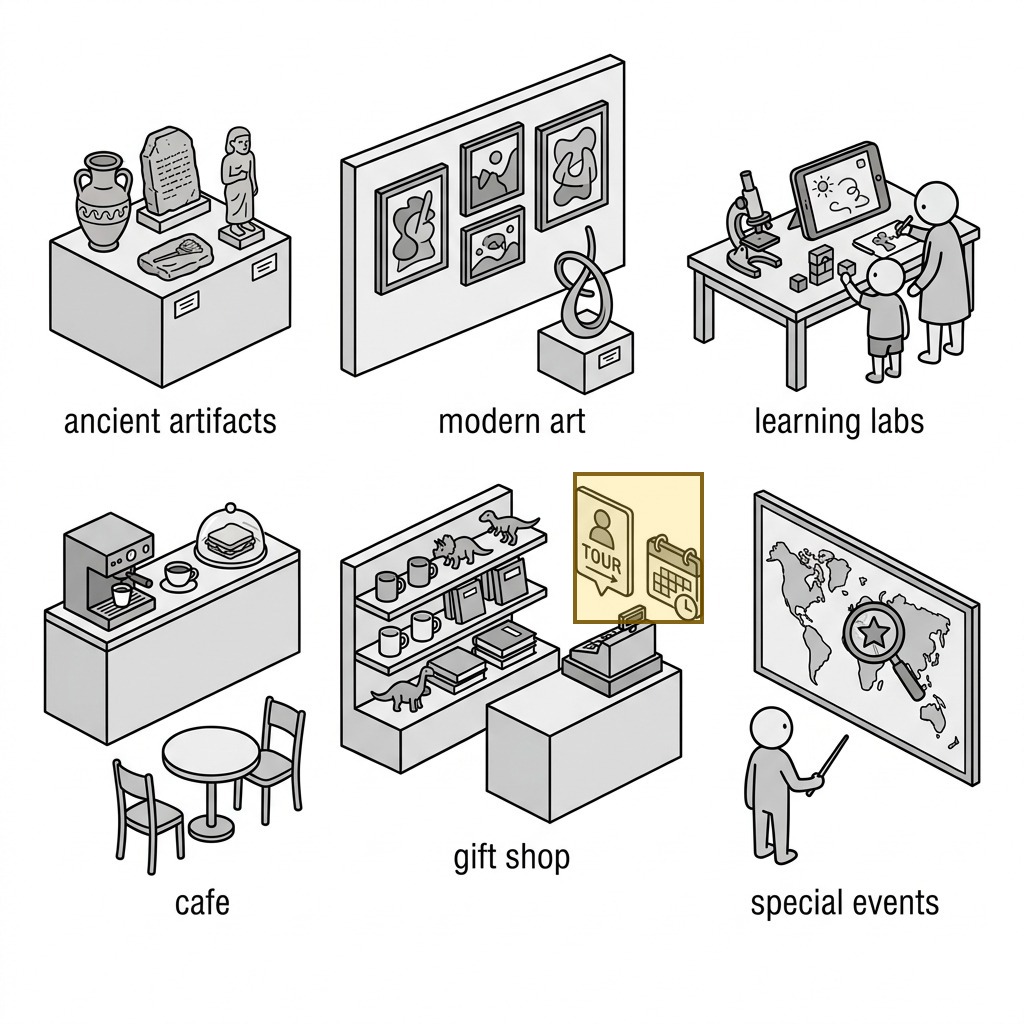 ancient artifacts
modern art
learning labs
TOUR
cafe
gift shop
special events